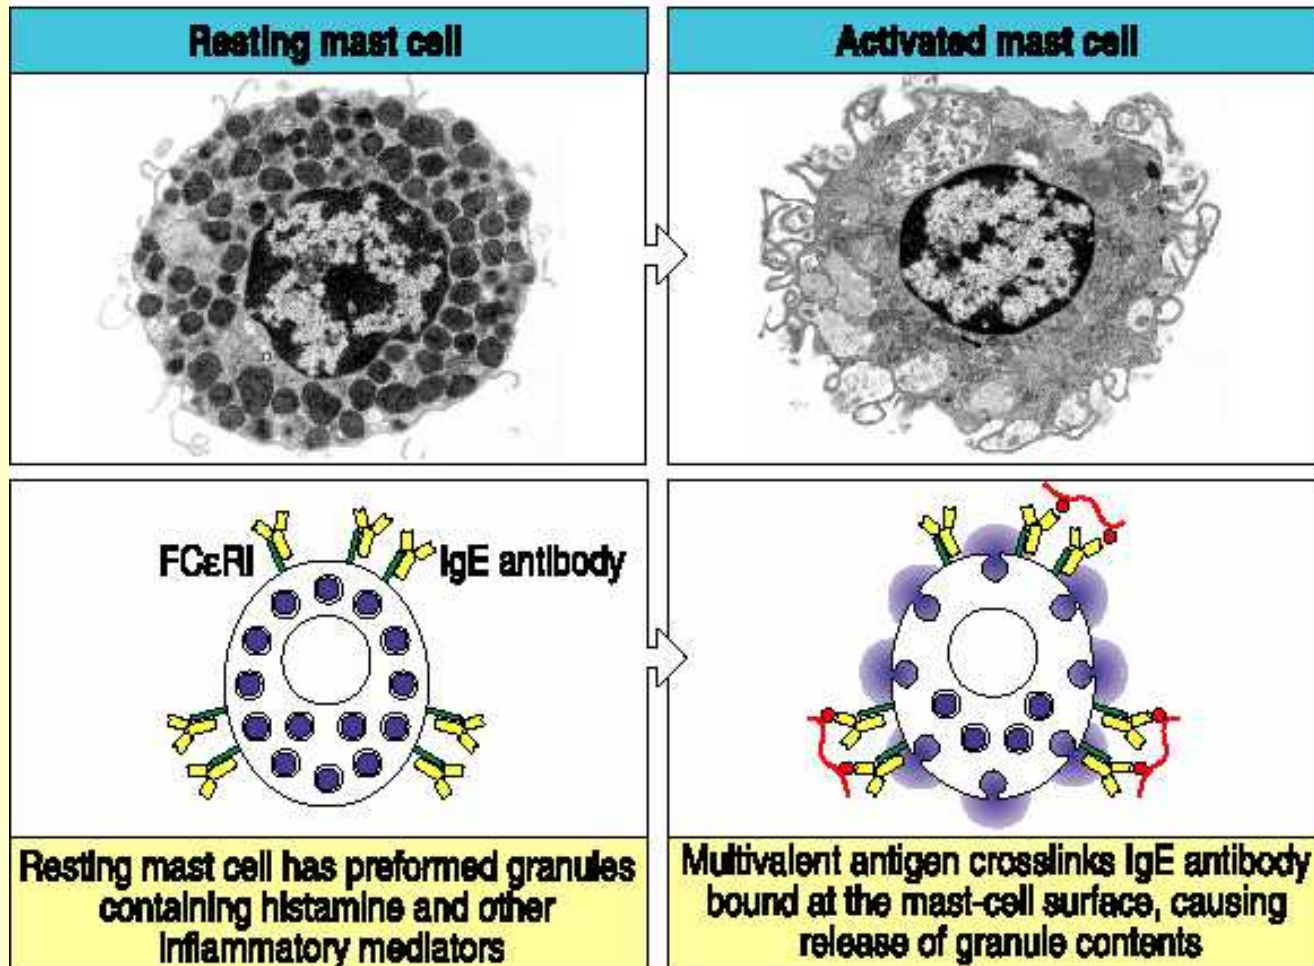 Resting mast cell
Activated mast cell
FCεRI
IgE antibody
Resting mast cell has preformed granules
containing histamine and other
inflammatory mediators
Multivalent antigen crosslinks IgE antibody
bound at the mast-cell surface, causing
release of granule contents